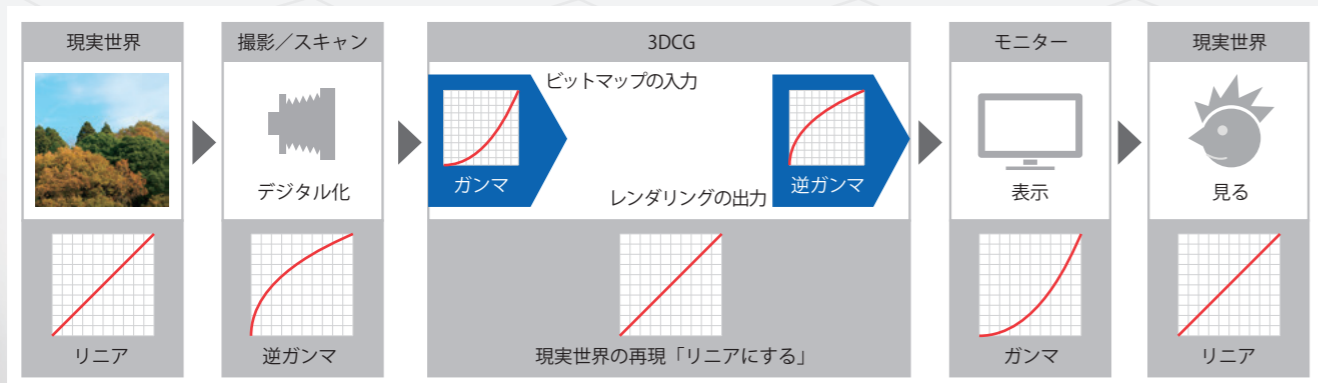 現実世界
撮影／スキャン
3DCG
モニター
現実世界
ビットマップの入力
ガンマ
デジタル化
レンダリングの出力
逆ガンマ
表示
見る
リニア
逆ガンマ
現実世界の再現「リニアにする」
ガンマ
リニア